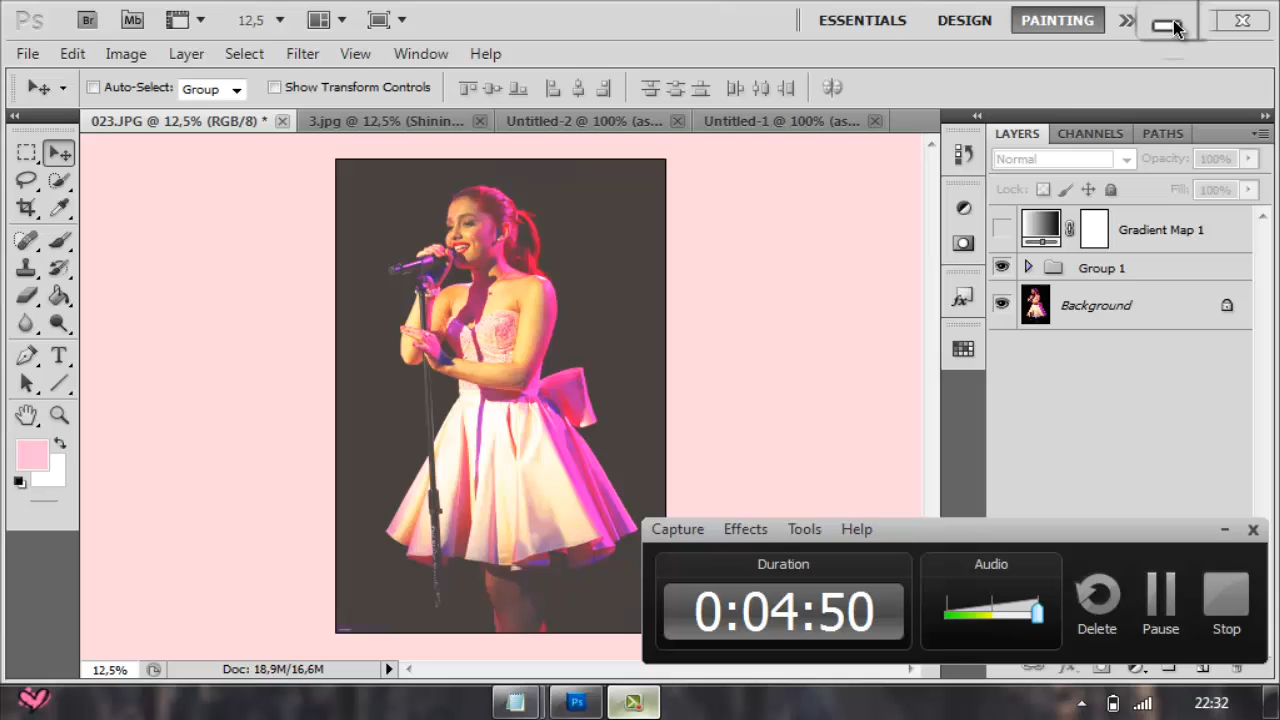 Ps Br Mb 12,5 ESSENTIALS DESIGN PAINTING
File Edit Image Layer Select Filter View Window Help
Auto-Select: Group Show Transform Controls
023.JPG @ 12,5% (RGB/8) * 3.jpg @ 12,5% (Shinin... Untitled-2 @ 100% (as... Untitled-1 @ 100% (as...
LAYERS CHANNELS PATHS
Normal Opacity: 100%
Lock: Fill: 100%
Gradient Map 1
Group 1
Background
Capture Effects Tools Help
Duration Audio
0:04:50
Delete Pause Stop
12,5% Doc: 18,9M/16,6M
Ps 22:32